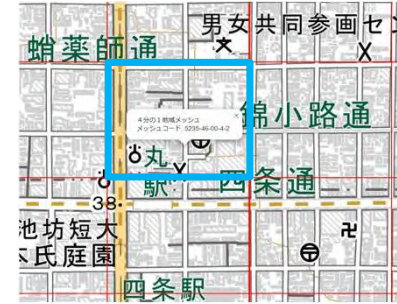 男女共同参画セ
蛸薬師通
4分の1地域メッシュ
メッシュコード 5235-46-00-4-2
錦小路通
丸
駅
四条通
38
池坊短大
氏庭園
四条駅